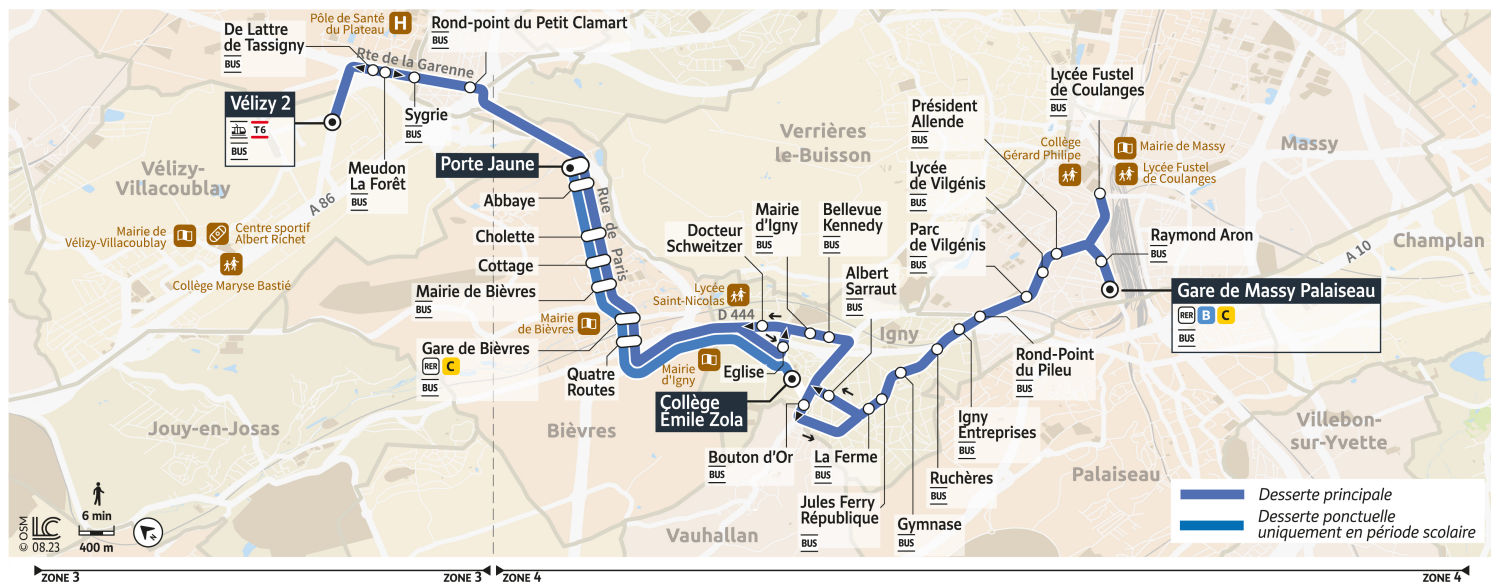 De Lattre
de Tassigny
BUS
Pôle de Santé
du Plateau
H
Rond-point du Petit Clamart
BUS
Rte de la Garenne
Vélizy 2
T6
BUS
Sygrie
BUS
Meudon
La Forêt
BUS
Vélizy-
Villacoublay
A 86
Mairie de
Vélizy-Villacoublay
Centre sportif
Albert Richet
Collège Maryse Bastié
Porte Jaune
Abbaye
Cholette
Cottage
Mairie de Bièvres
BUS
Rue de Paris
Mairie
de Bièvres
Gare de Bièvres
RER C
BUS
Quatre
Routes
Jouy-en-Josas
Bièvres
Verrières
le-Buisson
Docteur
Schweitzer
Mairie
d'Igny
BUS
Bellevue
Kennedy
BUS
Albert
Sarraut
BUS
Lycée
Saint-Nicolas
D 444
Mairie
d'Igny
Eglise
Collège
Émile Zola
Igny
Bouton d'Or
BUS
La Ferme
BUS
Jules Ferry
République
BUS
Gymnase
BUS
Ruchères
BUS
Igny
Entreprises
BUS
Rond-Point
du Pileu
BUS
Président
Allende
BUS
Lycée
de Vilgénis
BUS
Parc
de Vilgénis
BUS
Lycée Fustel
de Coulanges
BUS
Collège
Gérard Philipe
Mairie de Massy
Lycée Fustel
de Coulanges
Massy
Raymond Aron
BUS
Gare de Massy Palaiseau
RER B C
BUS
A 10
Champlan
Villebon-
sur-Yvette
Palaiseau
Vauhallan
Desserte principale
Desserte ponctuelle
uniquement en période scolaire
6 min
400 m
N
© OSM
LC
08.23
ZONE 3
ZONE 3
ZONE 4
ZONE 4